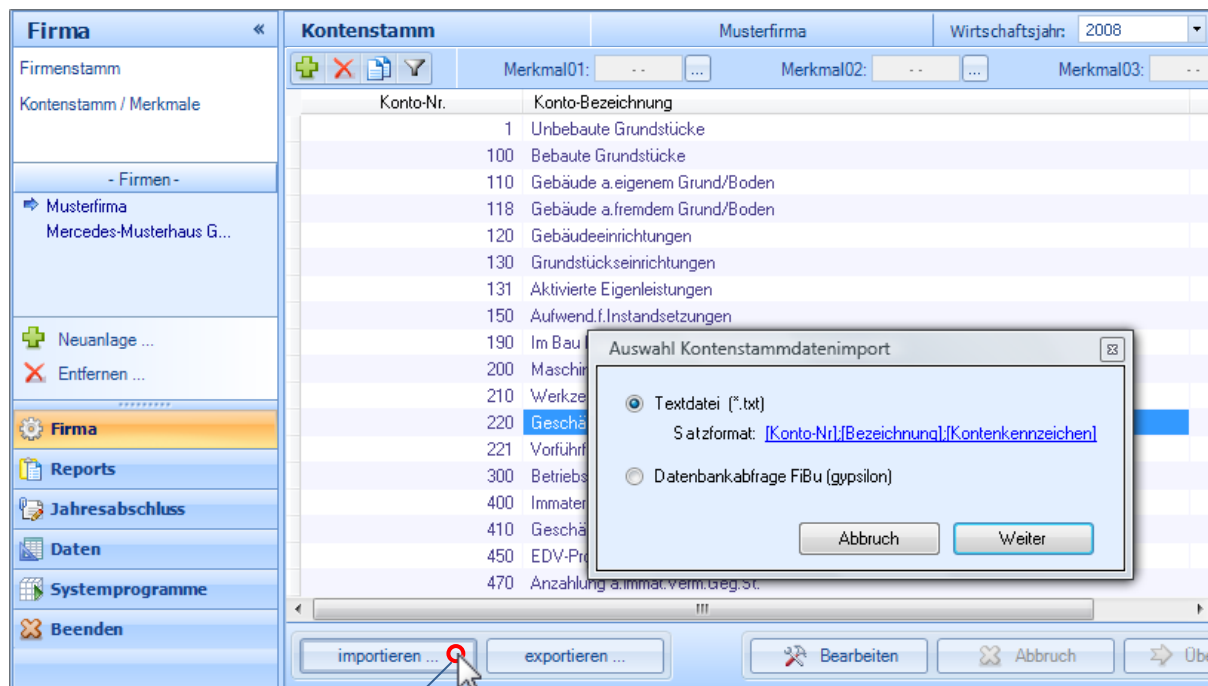 Firma «
Firmenstamm
Kontenstamm / Merkmale
- Firmen -
Musterfirma
Mercedes-Musterhaus G...
Neuanlage ...
Entfernen ...
Firma
Reports
Jahresabschluss
Daten
Systemprogramme
Beenden
Kontenstamm Musterfirma Wirtschaftsjahr: 2008
Merkmal01: - - ... Merkmal02: - - ... Merkmal03: - -
Konto-Nr. Konto-Bezeichnung
1 Unbebaute Grundstücke
100 Bebaute Grundstücke
110 Gebäude a.eigenem Grund/Boden
118 Gebäude a.fremdem Grund/Boden
120 Gebäudeeinrichtungen
130 Grundstückseinrichtungen
131 Aktivierte Eigenleistungen
150 Aufwend.f.Instandsetzungen
190 Im Bau
200 Maschin
210 Werkze
220 Geschä
221 Vorführf
300 Betriebs
400 Immater
410 Geschä
450 EDV-Pro
470 Anzahlung a.immat.Verm.Geg.St.
Auswahl Kontenstammdatenimport
Textdatei (*.txt)
Satzformat: [Konto-Nr];[Bezeichnung];[Kontenkennzeichen]
Datenbankabfrage FiBu (gypsilon)
Abbruch Weiter
importieren ... exportieren ... Bearbeiten Abbruch Übe